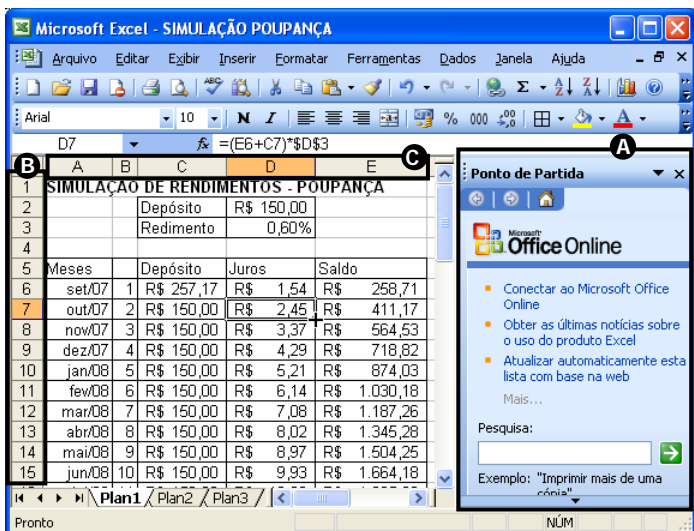 Microsoft Excel - SIMULAÇÃO POUPANÇA
Arquivo Editar Exibir Inserir Formatar Ferramentas Dados Janela Ajuda
Arial 10 N I % 000
D7 fx =(E6+C7)*$D$3
B A B C D E C A
1 SIMULAÇÃO DE RENDIMENTOS - POUPANÇA
2 Depósito R$ 150,00
3 Redimento 0,60%
4
5 Meses Depósito Juros Saldo
6 set/07 1 R$ 257,17 R$ 1,54 R$ 258,71
7 out/07 2 R$ 150,00 R$ 2,45 R$ 411,17
8 nov/07 3 R$ 150,00 R$ 3,37 R$ 564,53
9 dez/07 4 R$ 150,00 R$ 4,29 R$ 718,82
10 jan/08 5 R$ 150,00 R$ 5,21 R$ 874,03
11 few/08 6 R$ 150,00 R$ 6,14 R$ 1.030,18
12 mar/08 7 R$ 150,00 R$ 7,08 R$ 1.187,26
13 abr/08 8 R$ 150,00 R$ 8,02 R$ 1.345,28
14 mai/08 9 R$ 150,00 R$ 8,97 R$ 1.504,25
15 jun/08 10 R$ 150,00 R$ 9,93 R$ 1.664,18
Plan1 Plan2 Plan3
Pronto NÚM
Ponto de Partida
Microsoft
Office Online
Conectar ao Microsoft Office
Online
Obter as últimas notícias sobre
o uso do produto Excel
Atualizar automaticamente esta
lista com base na web
Mais...
Pesquisa:
Exemplo: "Imprimir mais de uma
cópia"